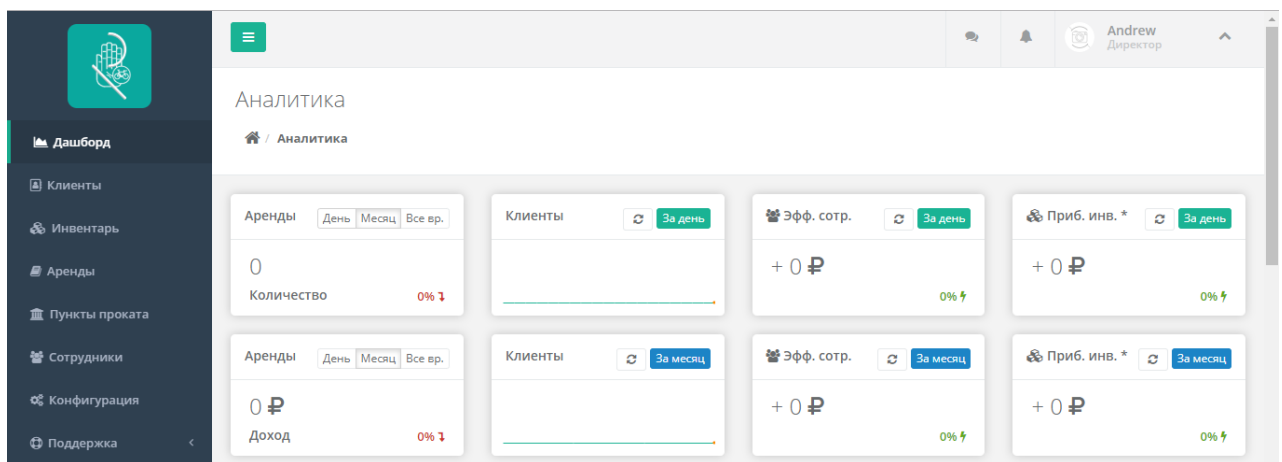 Andrew
Директор
Аналитика
/ Аналитика
Дашборд
Клиенты
Инвентарь
Аренды
Пункты проката
Сотрудники
Конфигурация
Поддержка
Аренды День Месяц Все вр.
0
Количество 0%
Клиенты За день
Эфф. сотр. За день
+ 0 ₽
0%
Приб. инв. * За день
+ 0 ₽
0%
Аренды День Месяц Все вр.
0 ₽
Доход 0%
Клиенты За месяц
Эфф. сотр. За месяц
+ 0 ₽
0%
Приб. инв. * За месяц
+ 0 ₽
0%